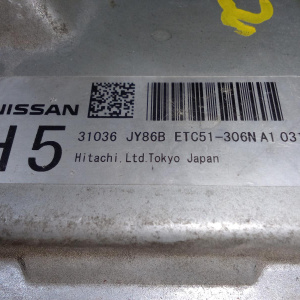 NISSAN
H5
31036 JY86B ETC51-306N A1 031
Hitachi.Ltd.Tokyo Japan